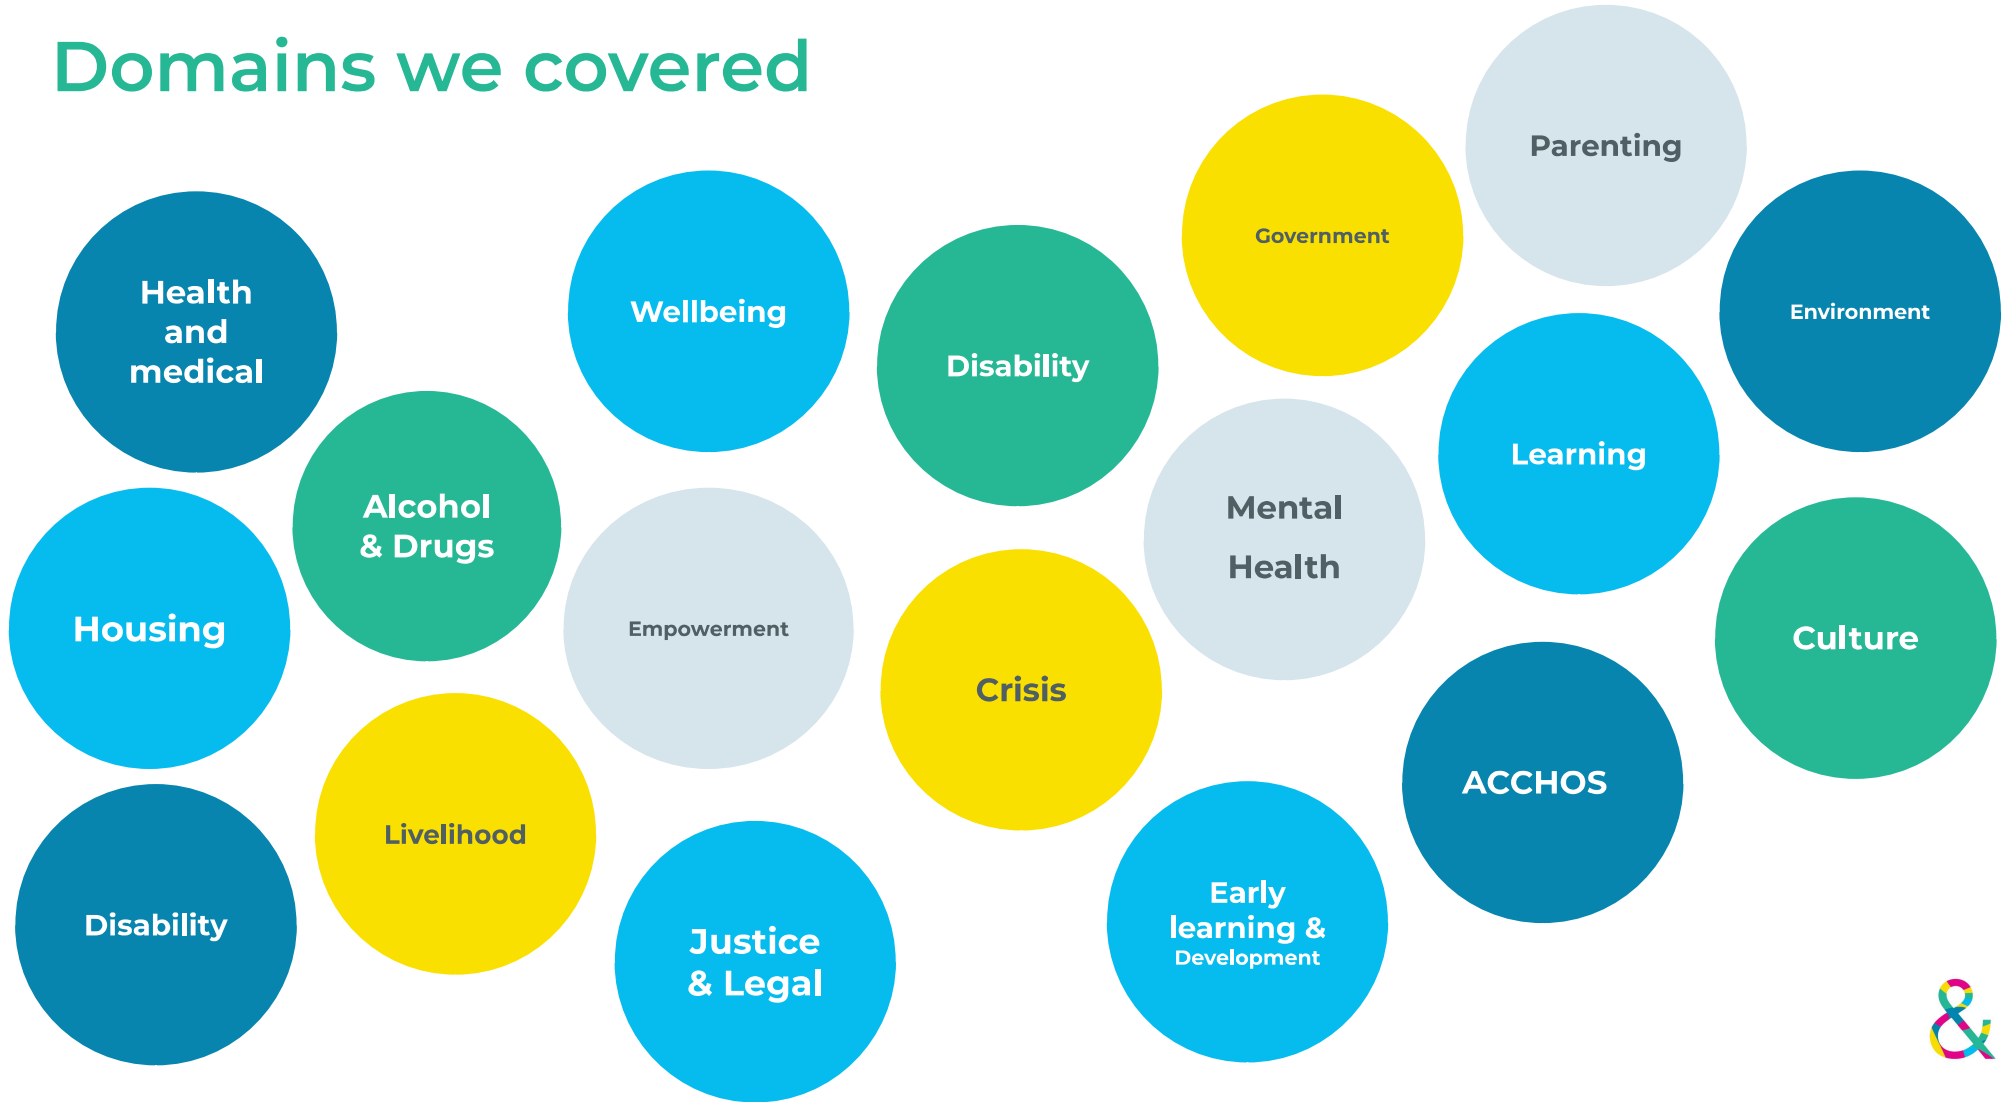 Domains we covered
Parenting
Government
Health
and
medical
Wellbeing
Environment
Disability
Learning
Alcohol
& Drugs
Mental
Health
Housing
Empowerment
Culture
Crisis
ACCHOS
Livelihood
Disability
Early
learning &
Development
Justice
& Legal
&